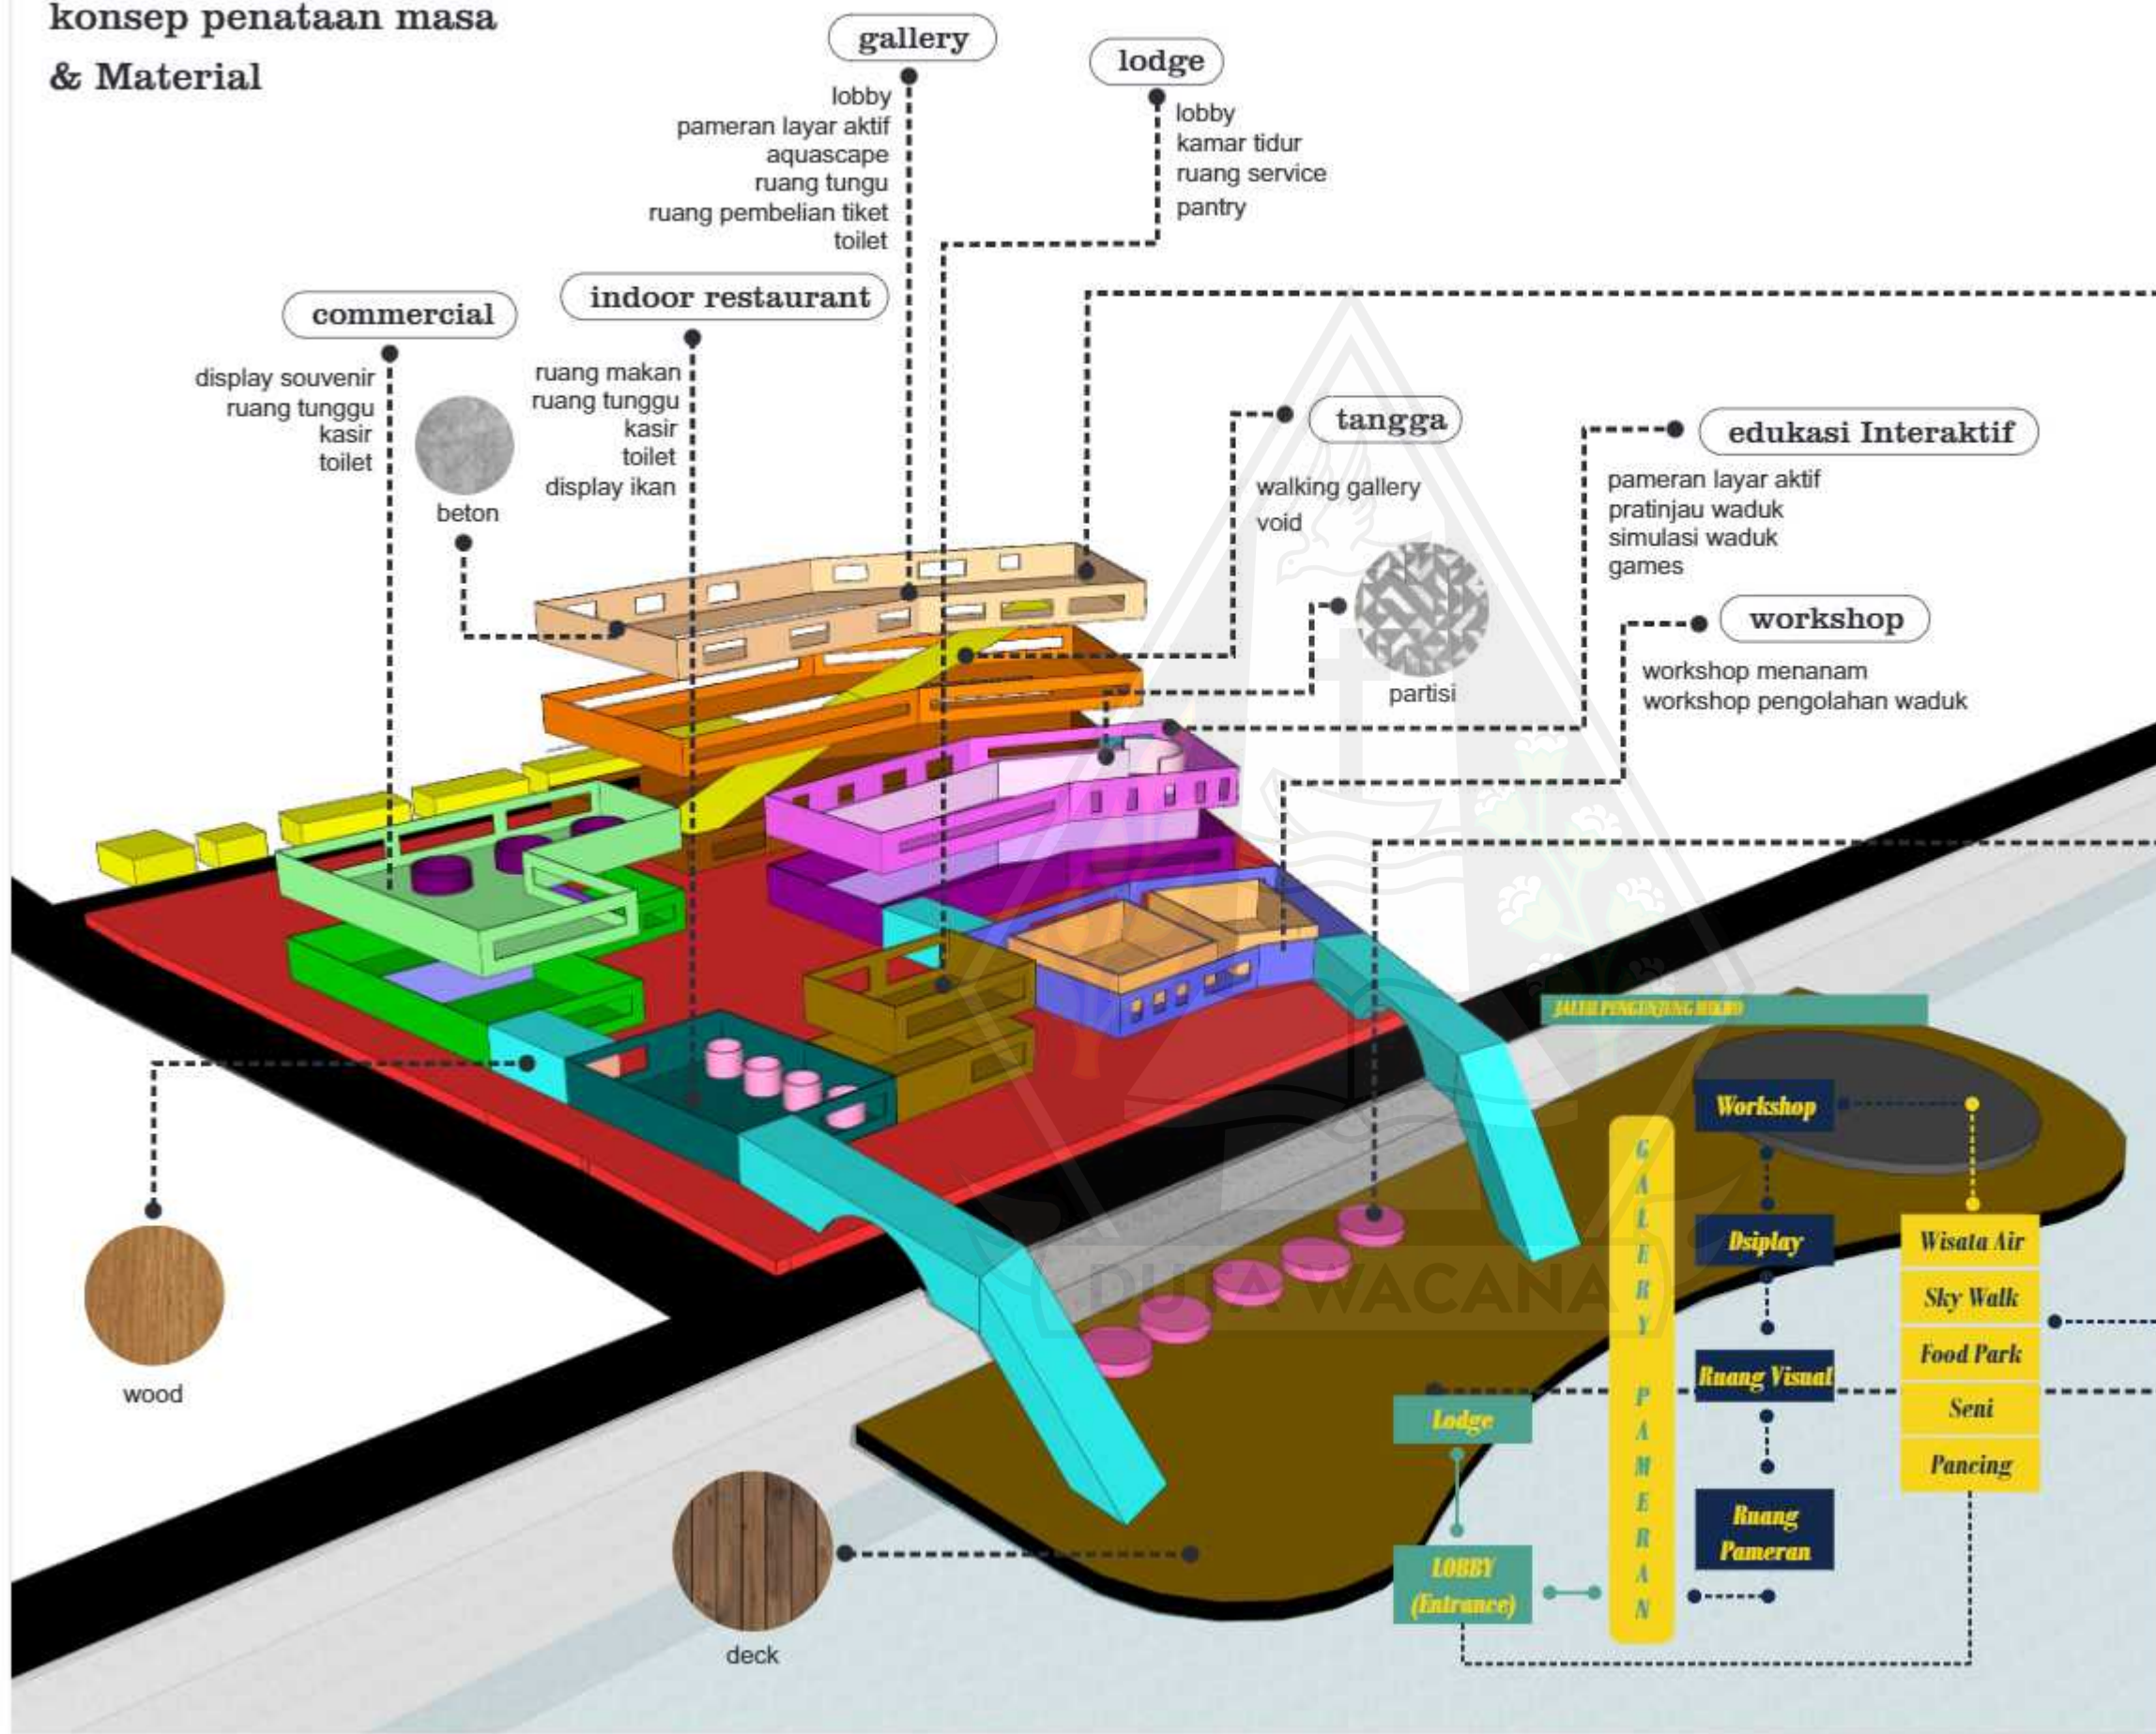 konsep penataan masa
& Material
gallery
lobby
pameran layar aktif
aquascape
ruang tungu
ruang pembelian tiket
toilet
lodge
lobby
kamar tidur
ruang service
pantry
commercial
display souvenir
ruang tunggu
kasir
toilet
beton
indoor restaurant
ruang makan
ruang tunggu
kasir
toilet
display ikan
tangga
walking gallery
void
partisi
edukasi Interaktif
pameran layar aktif
pratinjau waduk
simulasi waduk
games
workshop
workshop menanam
workshop pengolahan waduk
wood
deck
DUTA WACANA
JALUR PENGUNJUNG MIKRO
Workshop
Dsiplay
Ruang Visual
Ruang
Pameran
GALERY PAMERAN
Lodge
LOBBY
(Entrance)
Wisata Air
Sky Walk
Food Park
Seni
Pancing